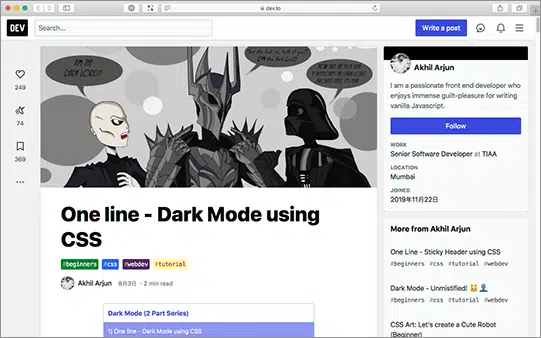 dev.to
DEV
Search...
Write a post
I'M THE
DARK LORD!!
249
74
369
Akhil Arjun
I am a passionate front end developer who
enjoys immense guilt-pleasure for writing
vanilla Javascript.
Follow
WORK
Senior Software Developer at TIAA
LOCATION
Mumbai
JOINED
2019年11月22日
One line - Dark Mode using
CSS
#beginners #css #webdev #tutorial
Akhil Arjun 8月3日 · 2 min read
Dark Mode (2 Part Series)
1) One line - Dark Mode using CSS
More from Akhil Arjun
One Line - Sticky Header using CSS
#beginners #css #tutorial #webdev
Dark Mode - Unmistified! 🙀 👤
#beginners #css #tutorial #webdev
CSS Art: Let's create a Cute Robot
(Beginner)